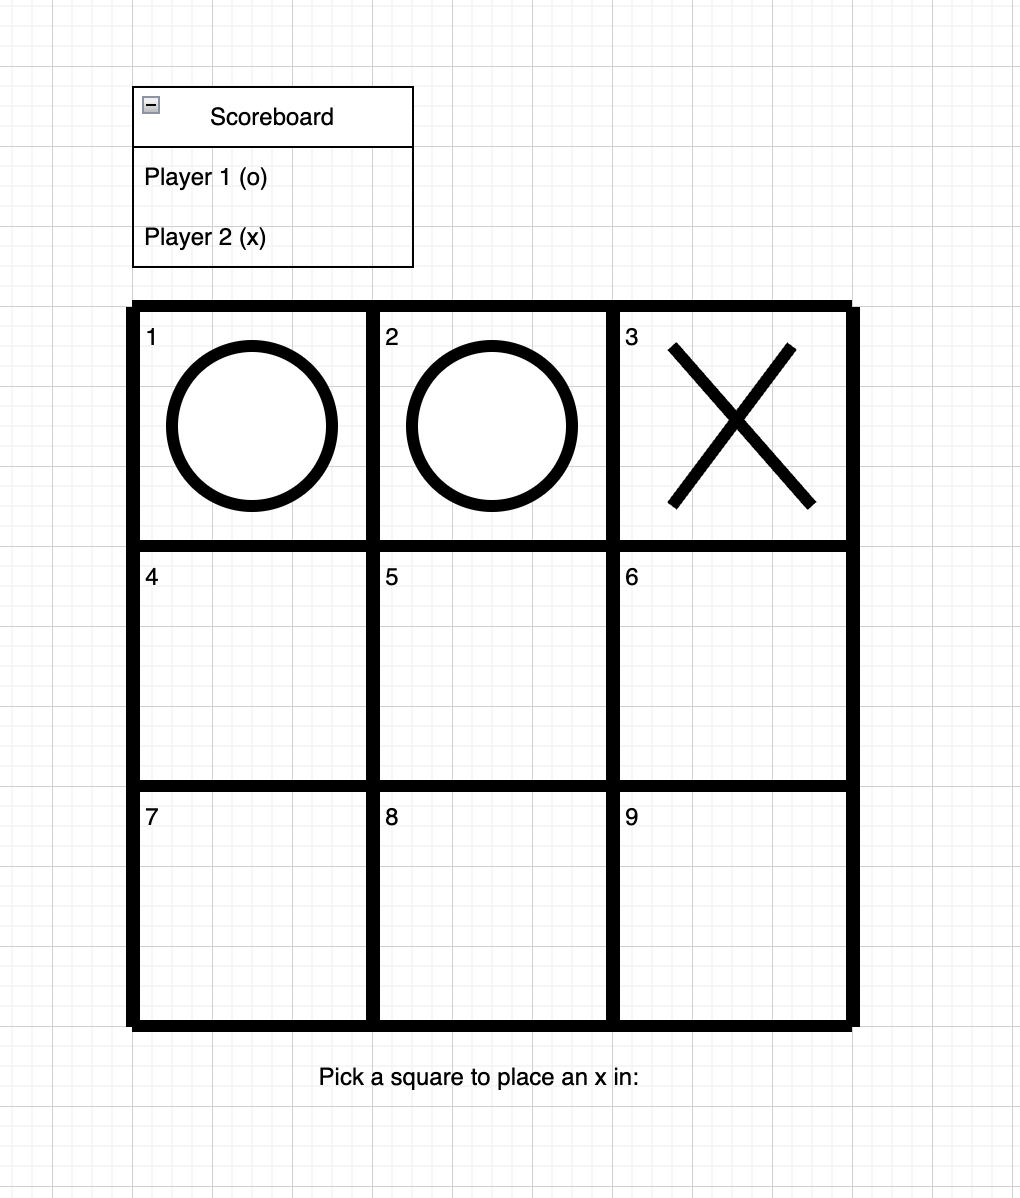 Scoreboard
Player 1 (o)
Player 2 (x)
1 2 3
4 5 6
7 8 9
Pick a square to place an x in: